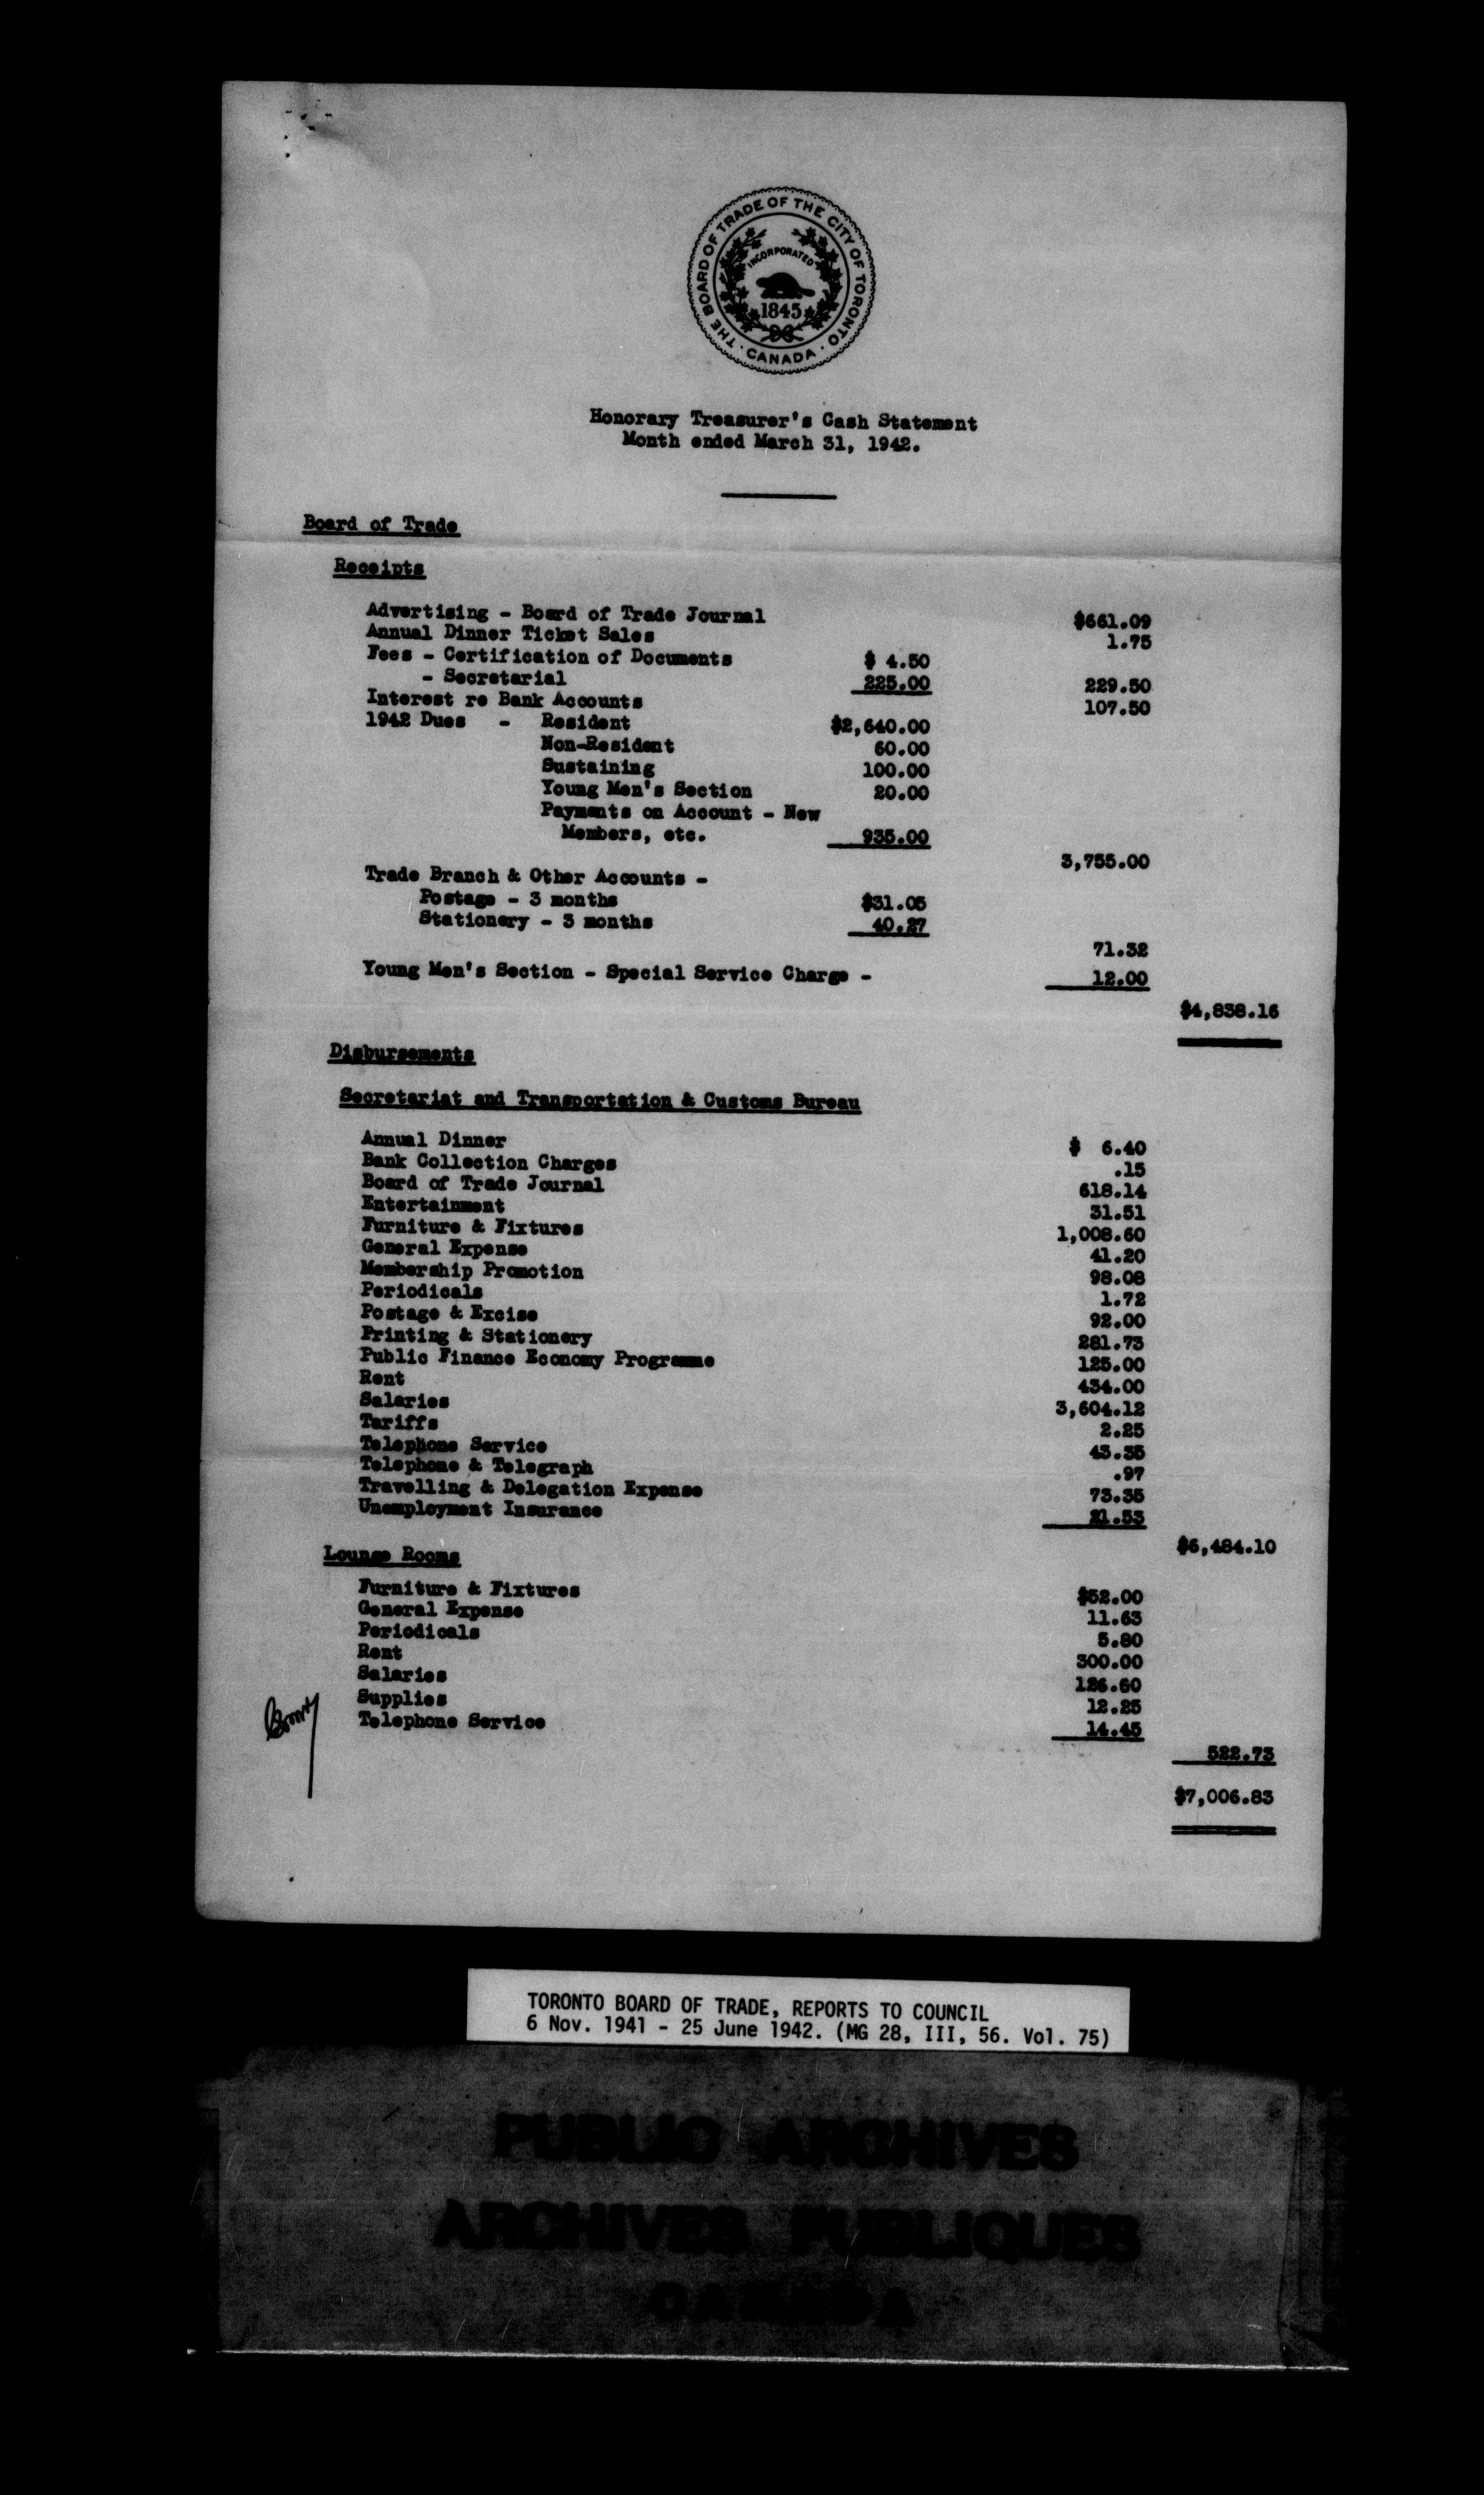 THE BOARD OF TRADE OF THE CITY OF TORONTO
INCORPORATED
1845
· CANADA ·
Honorary Treasurer's Cash Statement
Month ended March 31, 1942.
Board of Trade
Receipts
Advertising - Board of Trade Journal $661.09
Annual Dinner Ticket Sales 1.75
Fees - Certification of Documents $ 4.50
- Secretarial 225.00 229.50
Interest re Bank Accounts 107.50
1942 Dues - Resident $2,640.00
Non-Resident 60.00
Sustaining 100.00
Young Men's Section 20.00
Payments on Account - New
Members, etc. 935.00
3,755.00
Trade Branch & Other Accounts -
Postage - 3 months $31.05
Stationery - 3 months 40.27
71.32
Young Men's Section - Special Service Charge - 12.00
$4,838.16
Disbursements
Secretariat and Transportation & Customs Bureau
Annual Dinner $ 6.40
Bank Collection Charges .15
Board of Trade Journal 618.14
Entertainment 31.51
Furniture & Fixtures 1,008.60
General Expense 41.20
Membership Promotion 98.08
Periodicals 1.72
Postage & Excise 92.00
Printing & Stationery 281.73
Public Finance Economy Programme 125.00
Rent 434.00
Salaries 3,604.12
Tariffs 2.25
Telephone Service 43.35
Telephone & Telegraph .97
Travelling & Delegation Expense 73.35
Unemployment Insurance 21.53
$6,484.10
Lounge Rooms
Furniture & Fixtures $52.00
General Expense 11.63
Periodicals 5.80
Rent 300.00
Salaries 126.60
Supplies 12.25
Telephone Service 14.45
522.73
$7,006.83
TORONTO BOARD OF TRADE, REPORTS TO COUNCIL
6 Nov. 1941 - 25 June 1942. (MG 28, III, 56. Vol. 75)
PUBLIC ARCHIVES
ARCHIVES PUBLIQUES
CANADA